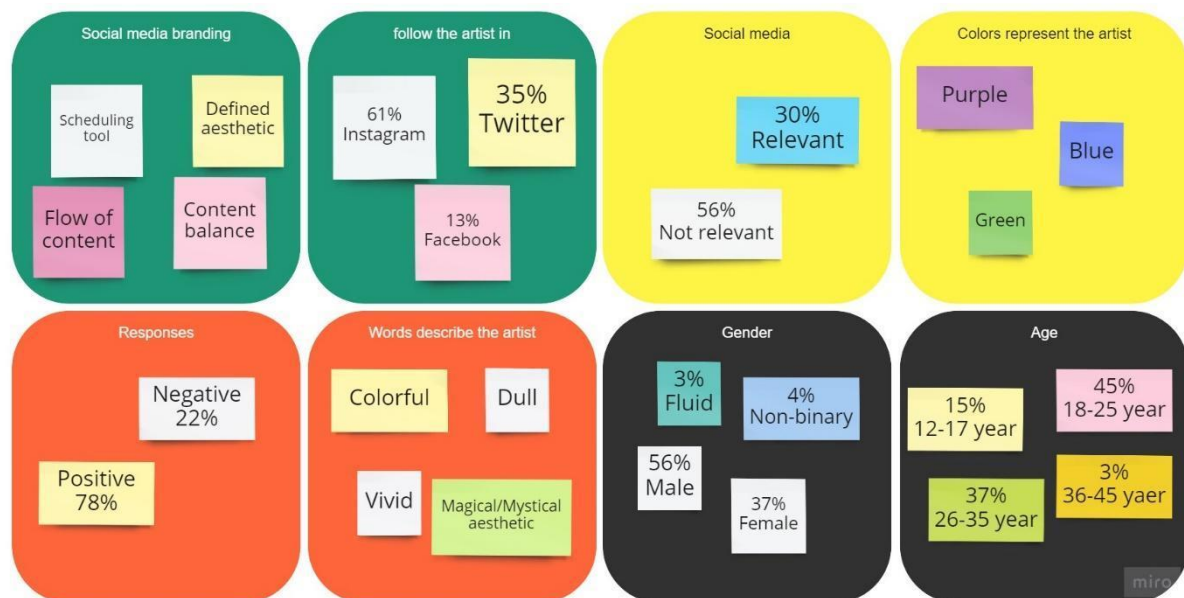 Social media branding
Scheduling
tool
Defined
aesthetic
Flow of
content
Content
balance
follow the artist in
61%
Instagram
35%
Twitter
13%
Facebook
Social media
30%
Relevant
56%
Not relevant
Colors represent the artist
Purple
Blue
Green
Responses
Negative
22%
Positive
78%
Words describe the artist
Colorful
Dull
Vivid
Magical/Mystical
aesthetic
Gender
3%
Fluid
4%
Non-binary
56%
Male
37%
Female
Age
15%
12-17 year
45%
18-25 year
37%
26-35 year
3%
36-45 yaer
miro